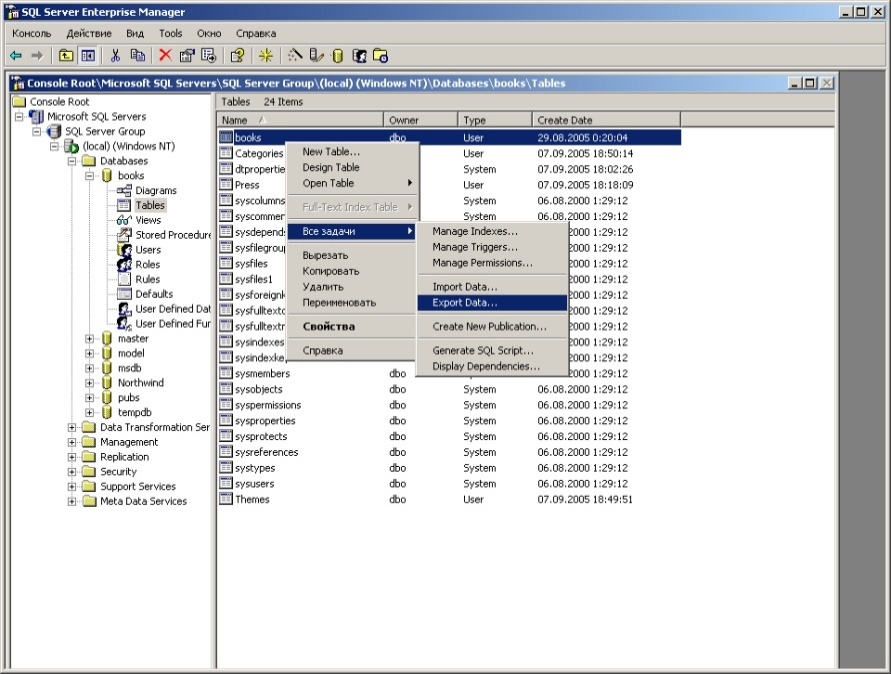 SQL Server Enterprise Manager
Консоль Действие Вид Tools Окно Справка
Console Root\Microsoft SQL Servers\SQL Server Group\(local) (Windows NT)\Databases\books\Tables
Console Root
Microsoft SQL Servers
SQL Server Group
(local) (Windows NT)
Databases
books
Diagrams
Tables
Views
Stored Procedure
Users
Roles
Rules
Defaults
User Defined Dat
User Defined Fur
master
model
msdb
Northwind
pubs
tempdb
Data Transformation Ser
Management
Replication
Security
Support Services
Meta Data Services
Tables 24 Items
Name Owner Type Create Date
books dbo User 29.08.2005 0:20:04
Categories User 07.09.2005 18:50:14
dtpropertie System 07.09.2005 18:02:26
Press User 07.09.2005 18:18:09
syscolumns System 06.08.2000 1:29:12
syscommer System 06.08.2000 1:29:12
sysdepend: 2000 1:29:12
sysfilegrou 2000 1:29:12
sysfiles 2000 1:29:12
sysfiles1 2000 1:29:12
sysforeignk 2000 1:29:12
sysfulltextc 2000 1:29:12
sysfulltextr 2000 1:29:12
sysindexes 2000 1:29:12
sysindexke 2000 1:29:12
sysmembers dbo 2000 1:29:12
sysobjects dbo System 06.08.2000 1:29:12
syspermissions dbo System 06.08.2000 1:29:12
sysproperties dbo System 06.08.2000 1:29:12
sysprotects dbo System 06.08.2000 1:29:12
sysreferences dbo System 06.08.2000 1:29:12
systypes dbo System 06.08.2000 1:29:12
sysusers dbo System 06.08.2000 1:29:12
Themes dbo User 07.09.2005 18:49:51
New Table...
Design Table
Open Table
Full-Text Index Table
Все задачи
Вырезать
Копировать
Удалить
Переименовать
Свойства
Справка
Manage Indexes...
Manage Triggers...
Manage Permissions...
Import Data...
Export Data...
Create New Publication...
Generate SQL Script...
Display Dependencies...